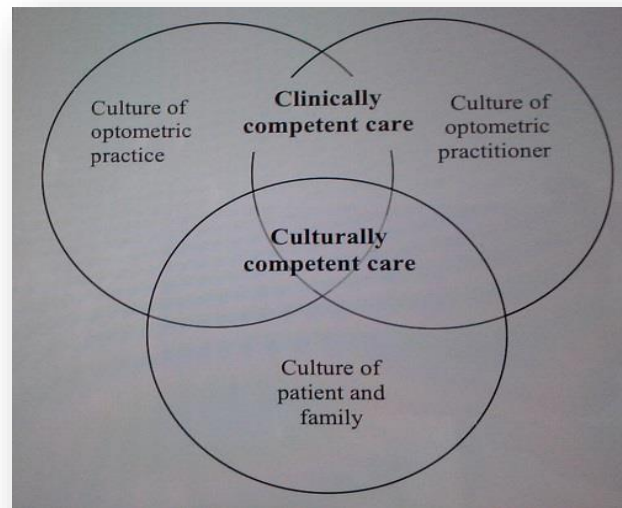 Culture of
optometric
practice
Clinically
competent care
Culture of
optometric
practitioner
Culturally
competent care
Culture of
patient and
family